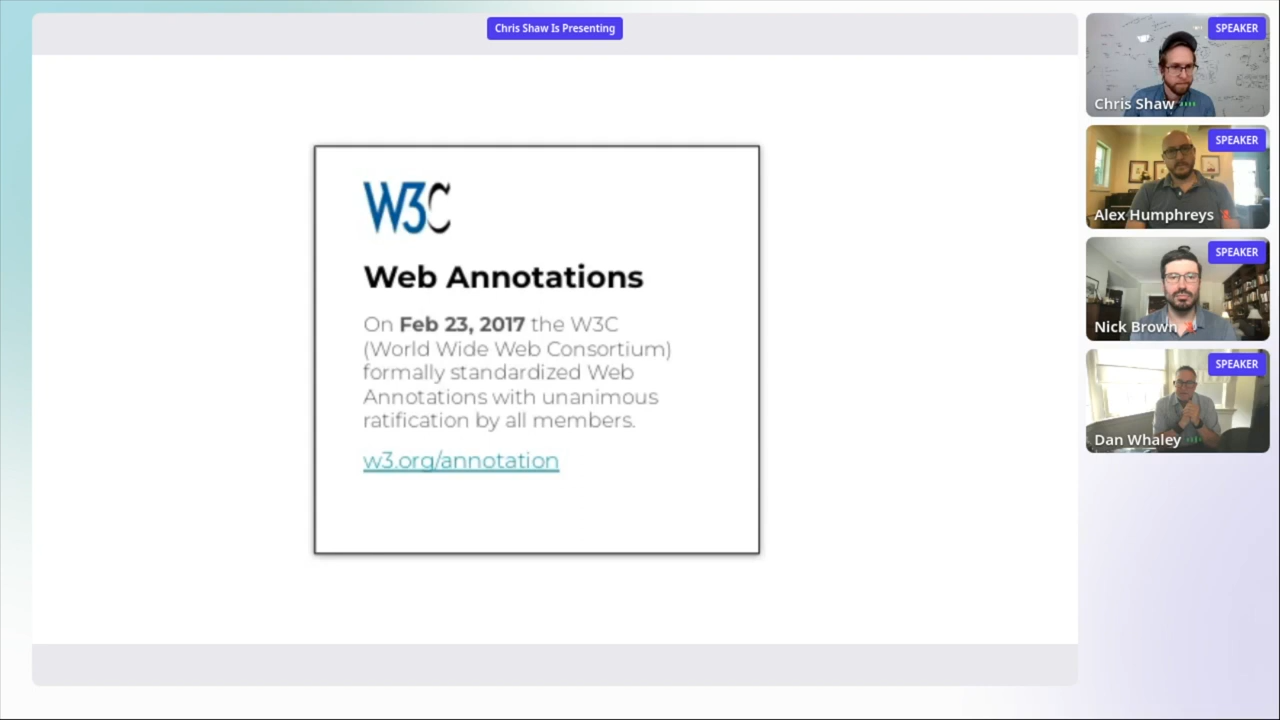 Chris Shaw Is Presenting
W3C
Web Annotations
On Feb 23, 2017 the W3C
(World Wide Web Consortium)
formally standardized Web
Annotations with unanimous
ratification by all members.
w3.org/annotation
SPEAKER
Chris Shaw
SPEAKER
Alex Humphreys
SPEAKER
Nick Brown
SPEAKER
Dan Whaley